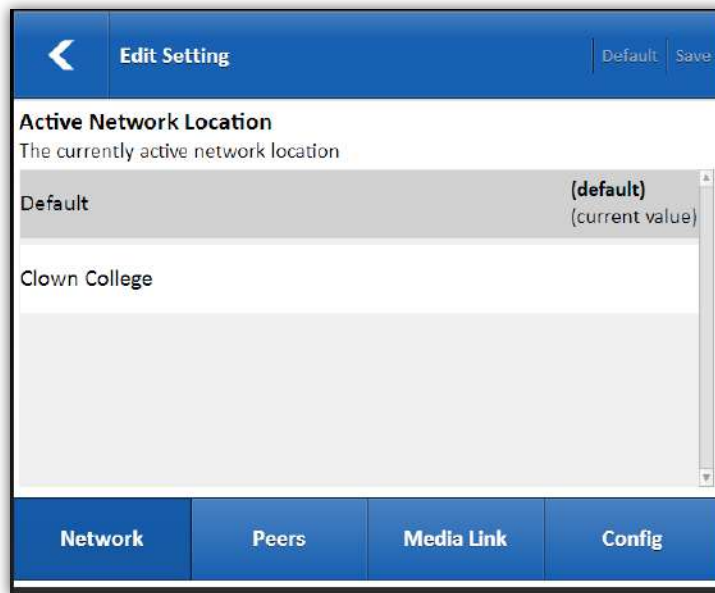 Edit Setting
Default Save
Active Network Location
The currently active network location
Default
(default)
(current value)
Clown College
Network Peers Media Link Config